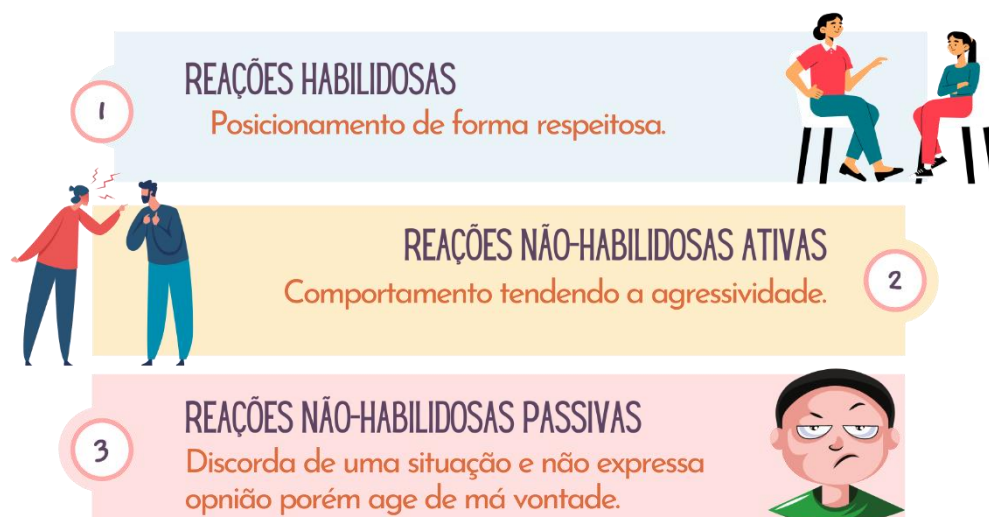 1
REAÇÕES HABILIDOSAS
Posicionamento de forma respeitosa.
REAÇÕES NÃO-HABILIDOSAS ATIVAS
Comportamento tendendo a agressividade.
2
3
REAÇÕES NÃO-HABILIDOSAS PASSIVAS
Discorda de uma situação e não expressa
opnião porém age de má vontade.